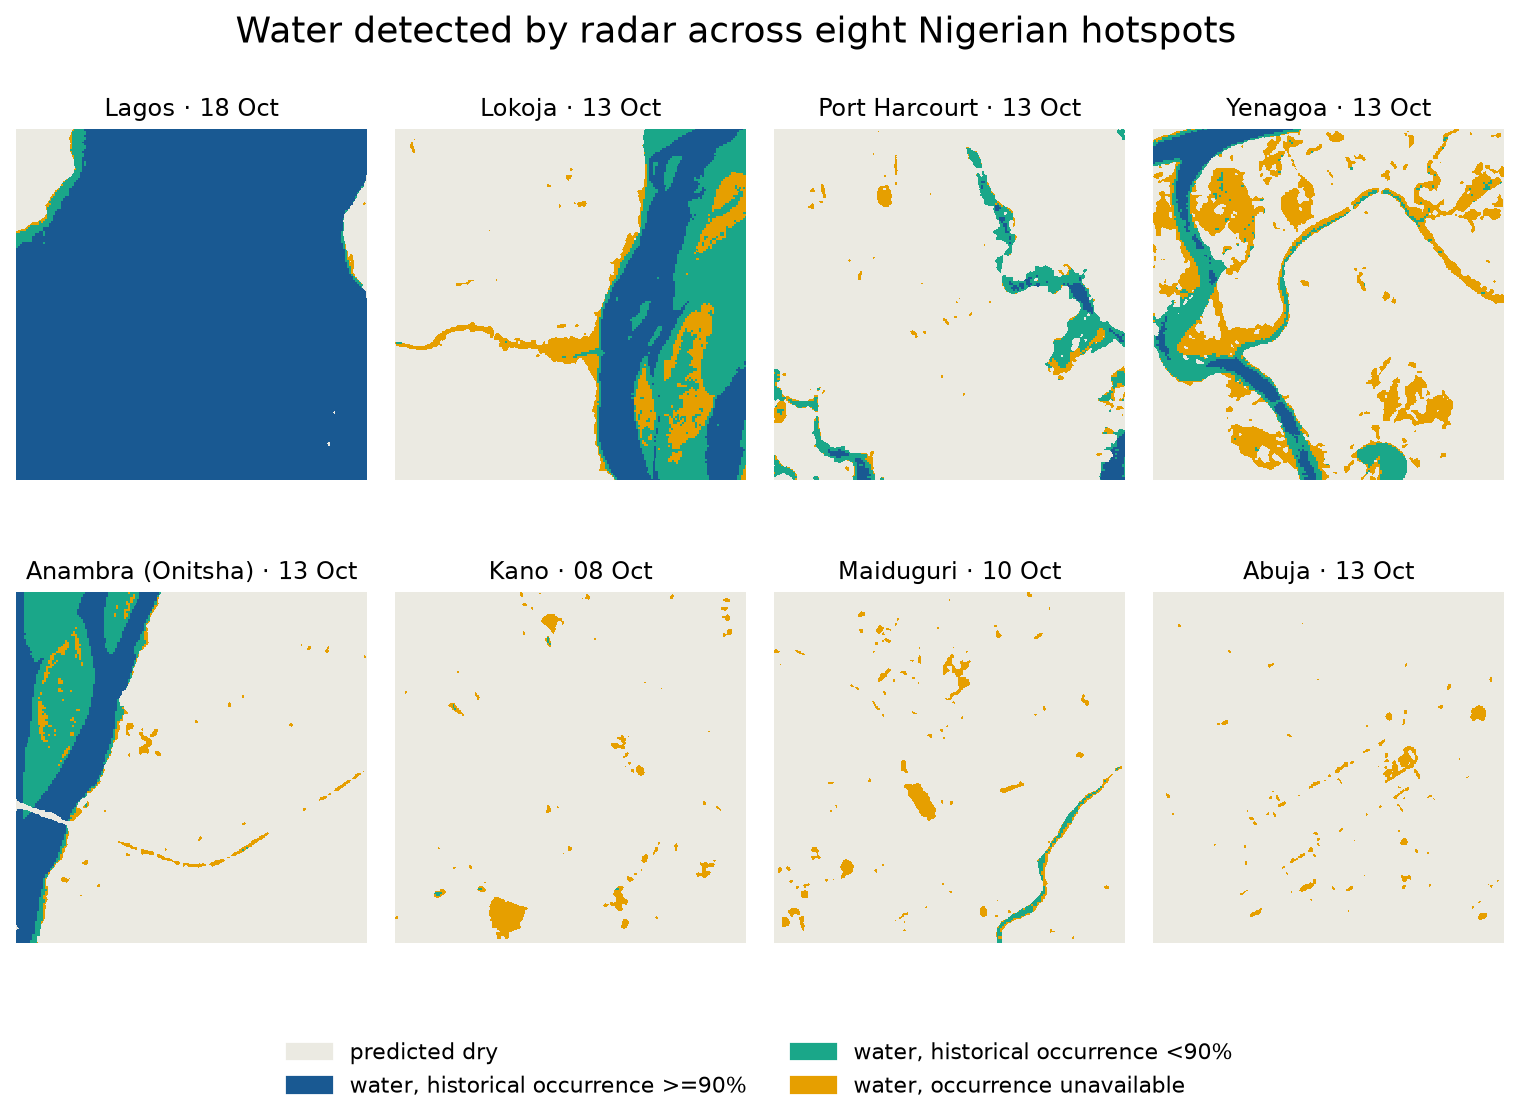 Water detected by radar across eight Nigerian hotspots
Lagos · 18 Oct
Lokoja · 13 Oct
Port Harcourt · 13 Oct
Yenagoa · 13 Oct
Anambra (Onitsha) · 13 Oct
Kano · 08 Oct
Maiduguri · 10 Oct
Abuja · 13 Oct
predicted dry
water, historical occurrence >=90%
water, historical occurrence <90%
water, occurrence unavailable